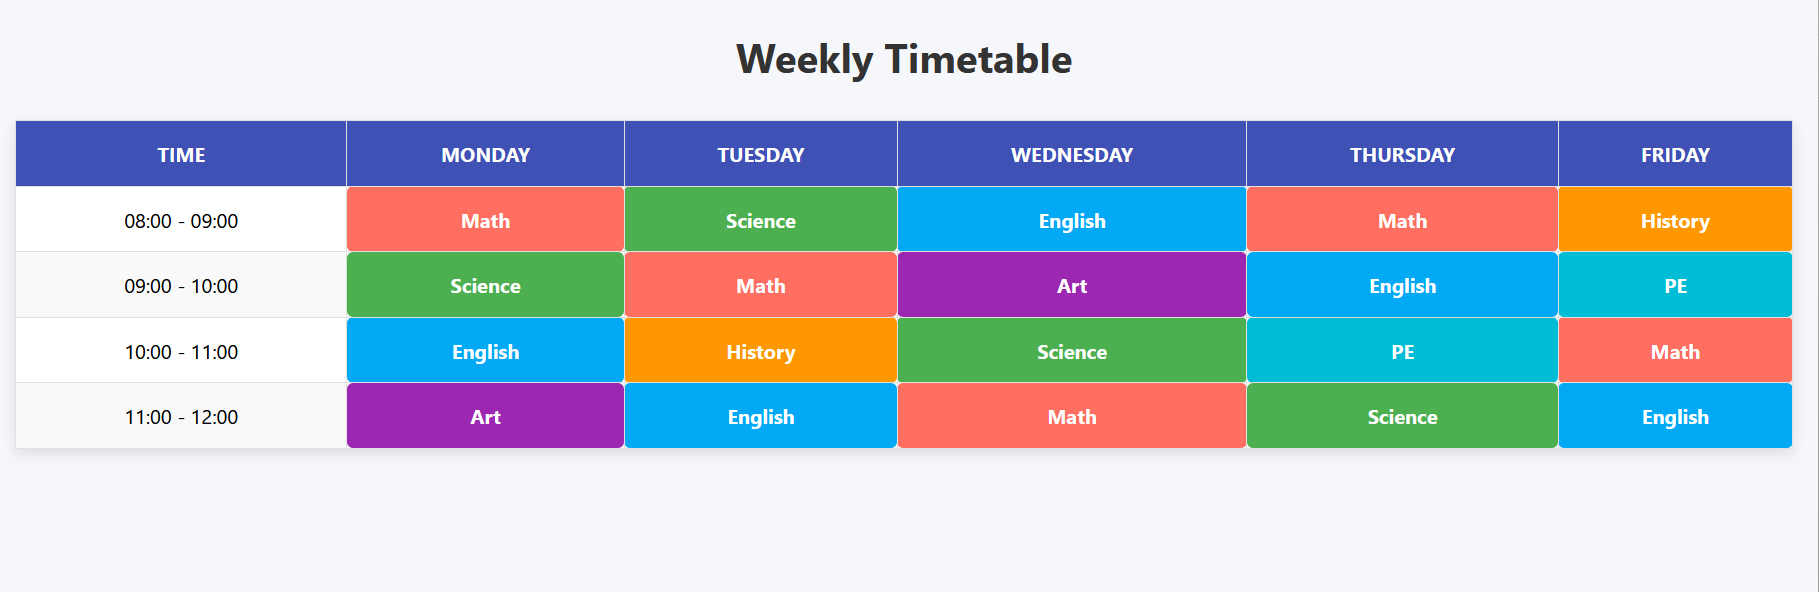 Weekly Timetable
TIME MONDAY TUESDAY WEDNESDAY THURSDAY FRIDAY
08:00 - 09:00 Math Science English Math History
09:00 - 10:00 Science Math Art English PE
10:00 - 11:00 English History Science PE Math
11:00 - 12:00 Art English Math Science English